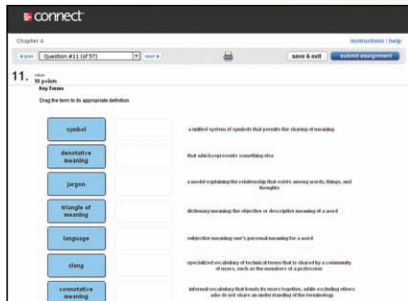 connect
Chapter 4
instructions | help
prev
Question #11 (of 57)
next
save & exit
submit assignment
11.
value
10 points
Key Terms
Drag the term to its appropriate definition
symbol
a unified system of symbols that permits the sharing of meaning
denotative
meaning
that which represents something else
jargon
a model explaining the relationship that exists among words, things, and
thoughts
triangle of
meaning
dictionary meaning; the objective or descriptive meaning of a word
language
subjective meaning; one's personal meaning for a word
slang
specialized vocabulary of technical terms that is shared by a community
of users, such as the members of a profession
connotative
meaning
informal vocabulary that bonds its users together, while excluding others
who do not share an understanding of the terminology